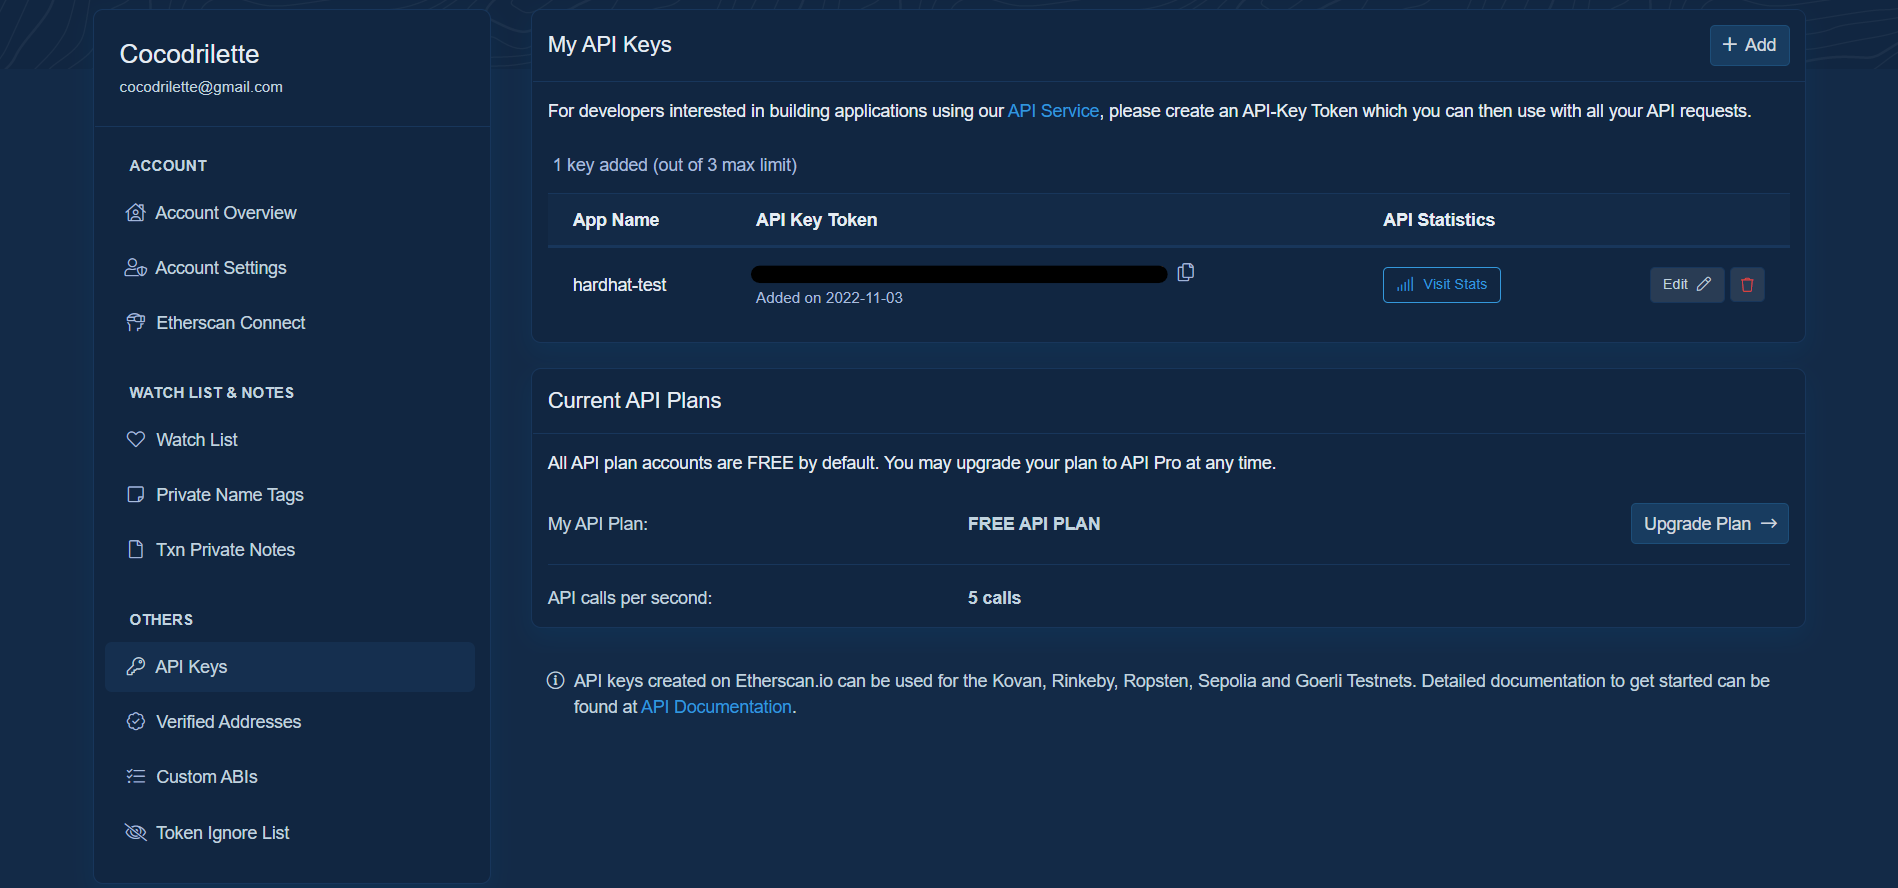 Cocodrilette
cocodrilette@gmail.com
ACCOUNT
Account Overview
Account Settings
Etherscan Connect
WATCH LIST & NOTES
Watch List
Private Name Tags
Txn Private Notes
OTHERS
API Keys
Verified Addresses
Custom ABIs
Token Ignore List
My API Keys
Add
For developers interested in building applications using our API Service, please create an API-Key Token which you can then use with all your API requests.
1 key added (out of 3 max limit)
App Name API Key Token API Statistics
hardhat-test
Added on 2022-11-03
Visit Stats
Edit
Current API Plans
All API plan accounts are FREE by default. You may upgrade your plan to API Pro at any time.
My API Plan: FREE API PLAN
Upgrade Plan →
API calls per second: 5 calls
API keys created on Etherscan.io can be used for the Kovan, Rinkeby, Ropsten, Sepolia and Goerli Testnets. Detailed documentation to get started can be
found at API Documentation.